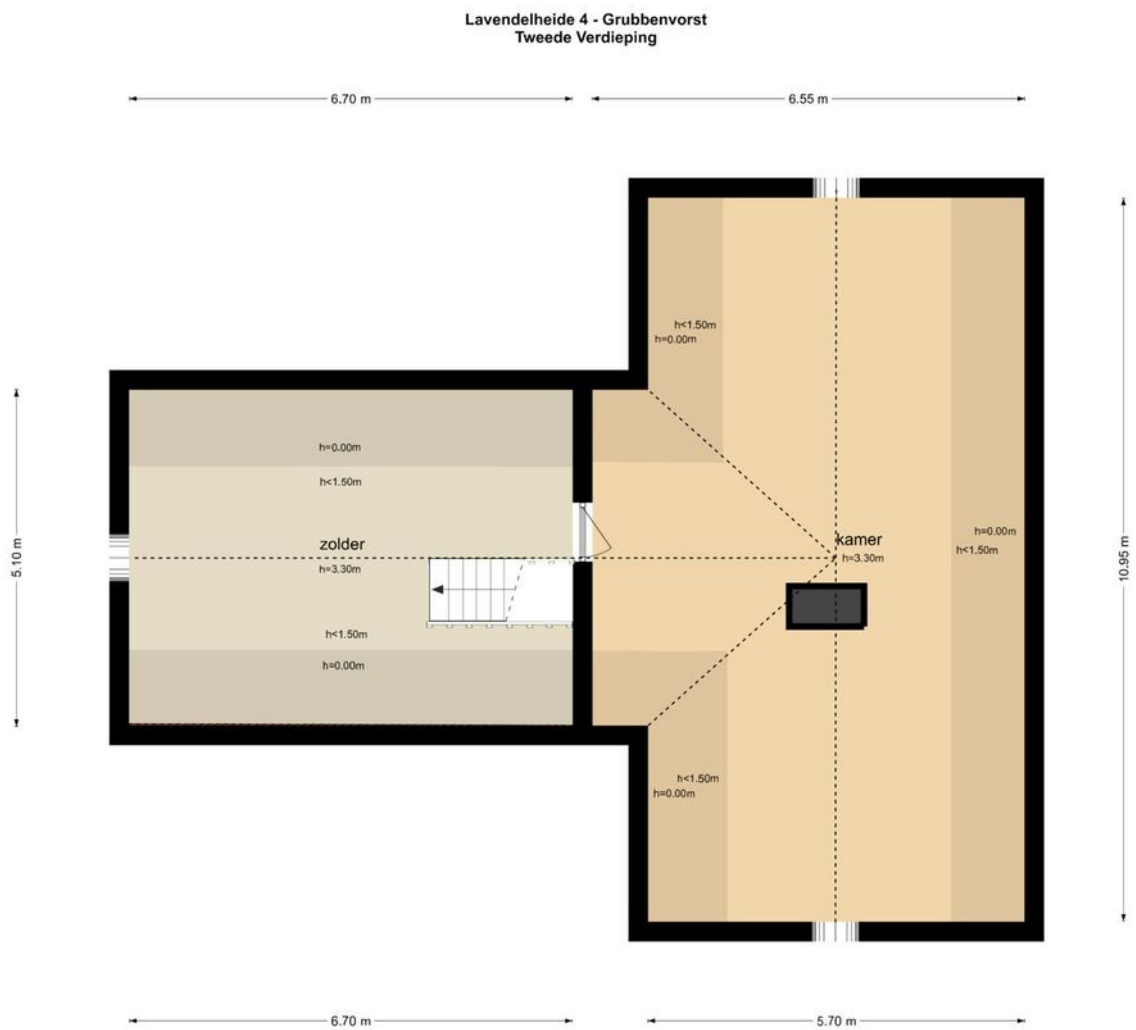 Lavendelheide 4 - Grubbenvorst
Tweede Verdieping
6.70 m
6.55 m
h<1.50m
h=0.00m
h=0.00m
h<1.50m
5.10 m
zolder
h=3.30m
h<1.50m
h=0.00m
kamer
h=3.30m
h=0.00m
h<1.50m
10.95 m
h<1.50m
h=0.00m
6.70 m
5.70 m